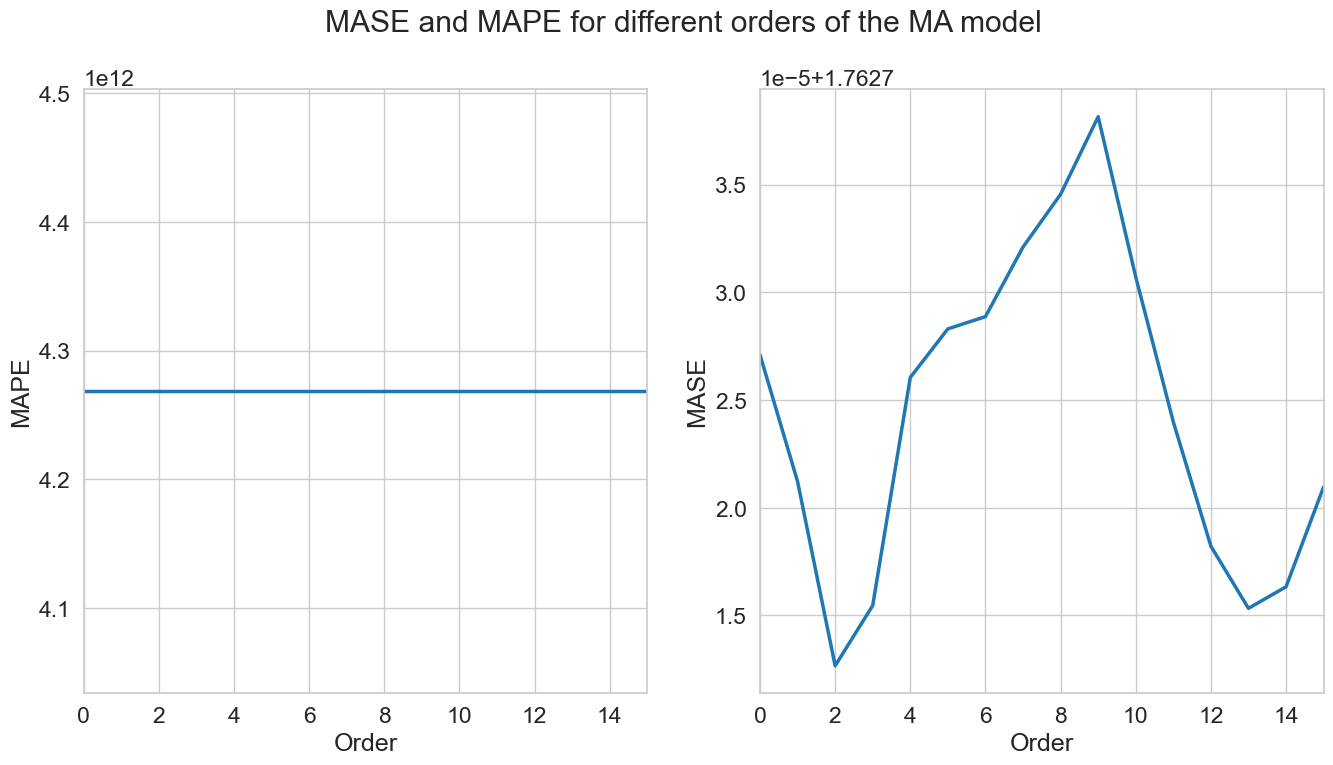 MASE and MAPE for different orders of the MA model
1e12
4.5
4.4
4.3
4.2
4.1
MAPE
0 2 4 6 8 10 12 14
Order
1e−5+1.7627
3.5
3.0
2.5
2.0
1.5
MASE
0 2 4 6 8 10 12 14
Order